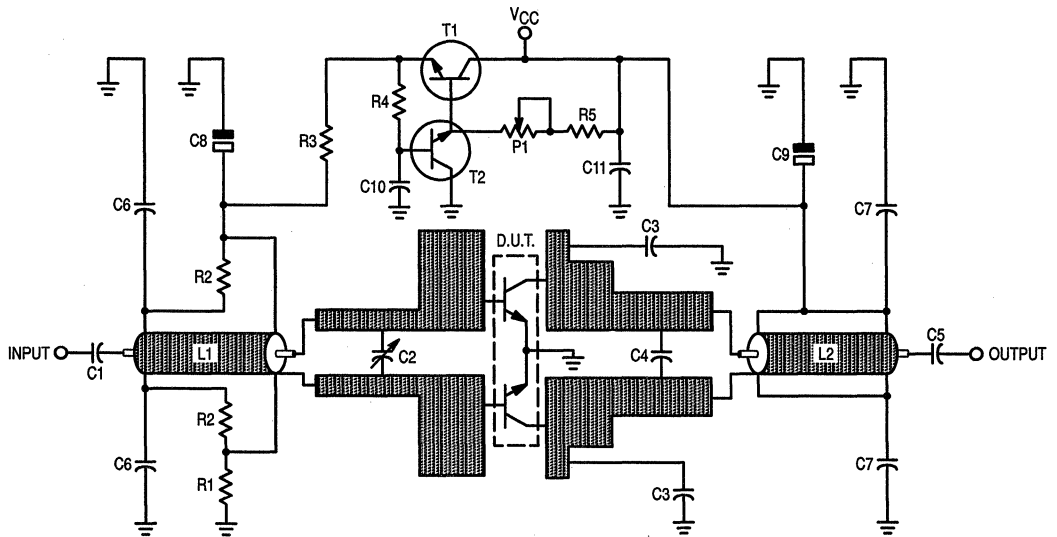 VCC
T1
C8
R3
R4
P1
R5
C9
T2
C10
C11
C6
C7
D.U.T.
C3
R2
INPUT
C1
L1
C2
C4
L2
C5
OUTPUT
R2
C6
R1
C3
C7